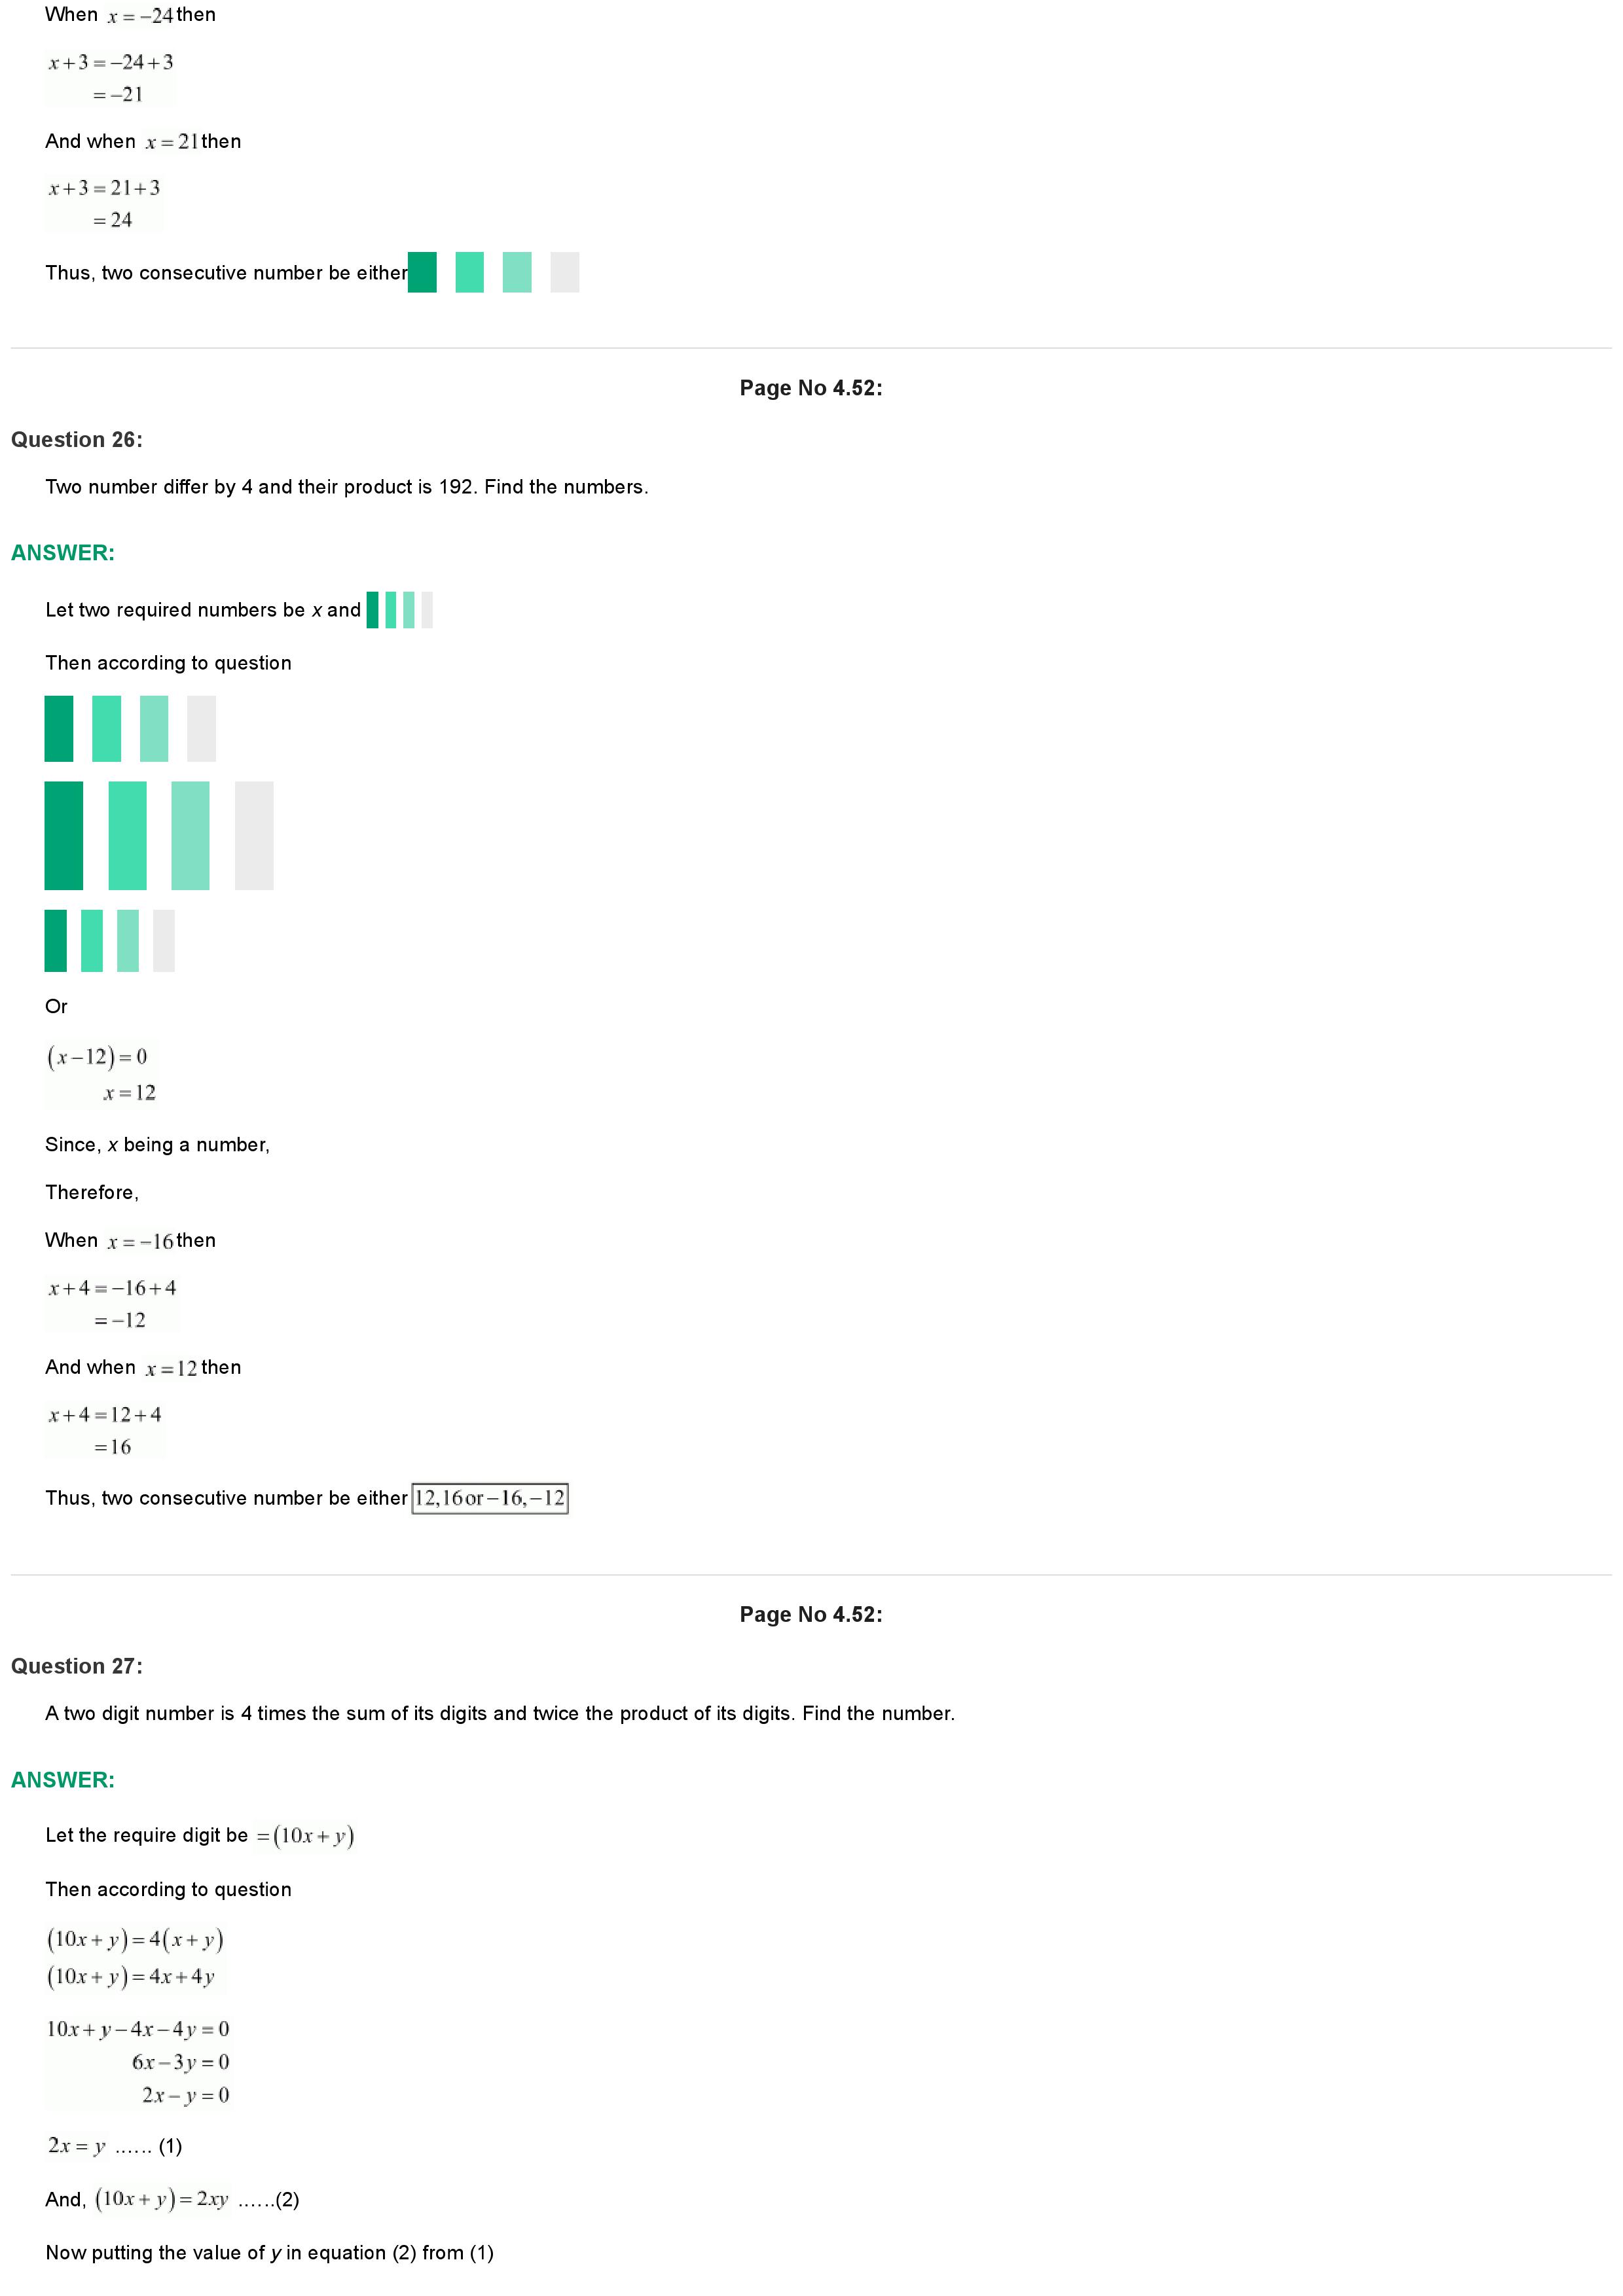 When x = −24 then
x + 3 = −24 + 3
= −21
And when x = 21 then
x + 3 = 21 + 3
= 24
Thus, two consecutive number be either
Page No 4.52:
Question 26:
Two number differ by 4 and their product is 192. Find the numbers.
ANSWER:
Let two required numbers be x and
Then according to question
Or
(x − 12) = 0
x = 12
Since, x being a number,
Therefore,
When x = −16 then
x + 4 = −16 + 4
= −12
And when x = 12 then
x + 4 = 12 + 4
= 16
Thus, two consecutive number be either 12,16 or −16,−12
Page No 4.52:
Question 27:
A two digit number is 4 times the sum of its digits and twice the product of its digits. Find the number.
ANSWER:
Let the require digit be = (10x + y)
Then according to question
(10x + y) = 4(x + y)
(10x + y) = 4x + 4y
10x + y − 4x − 4y = 0
6x − 3y = 0
2x − y = 0
2x = y ...... (1)
And, (10x + y) = 2xy ......(2)
Now putting the value of y in equation (2) from (1)